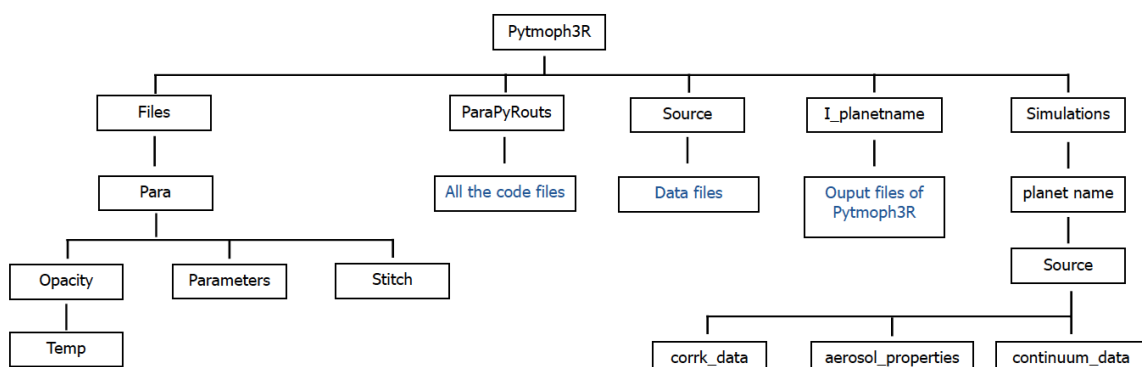 Pytmoph3R
Files
ParaPyRouts
Source
I_planetname
Simulations
Para
All the code files
Data files
Ouput files of
Pytmoph3R
planet name
Opacity
Parameters
Stitch
Source
Temp
corrk_data
aerosol_properties
continuum_data